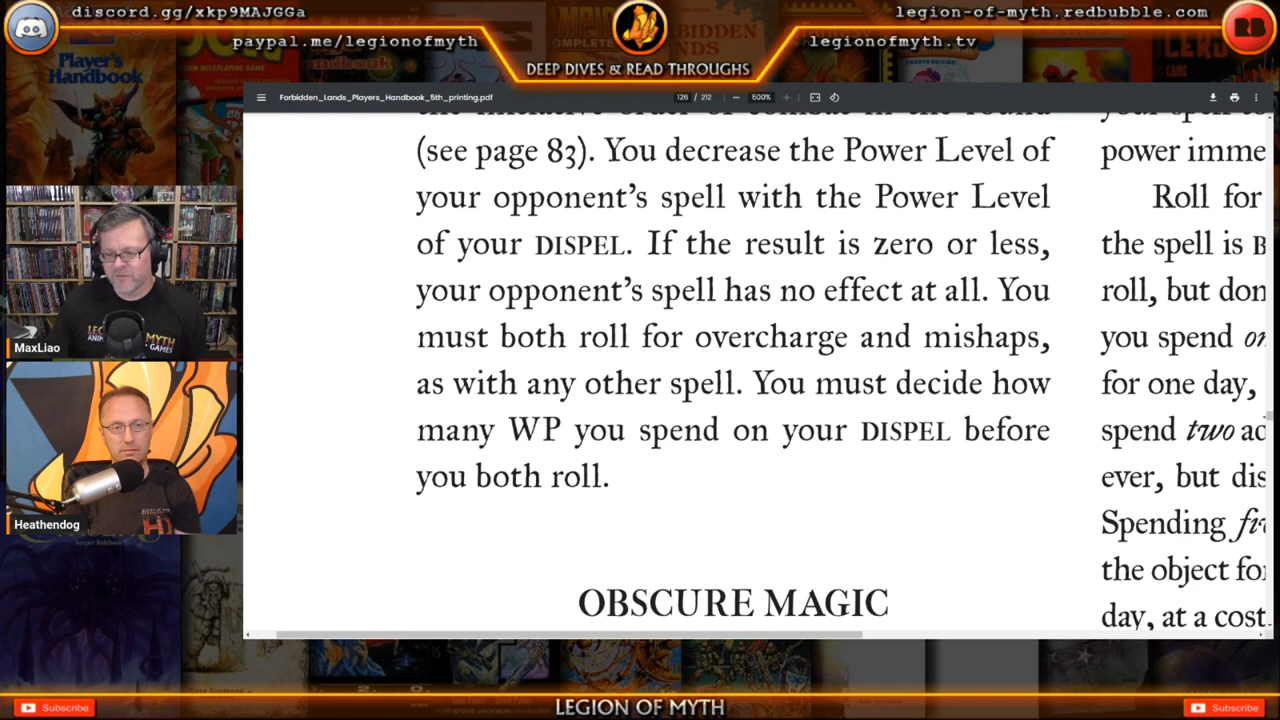 discord.gg/xkp9MAJGGa
paypal.me/legionofmyth
legion-of-myth.redbubble.com
legionofmyth.tv
DEEP DIVES & READ THROUGHS
Player's
Handbook
Forbidden_Lands_Players_Handbook_5th_printing.pdf
126 / 212
500%
(see page 83). You decrease the Power Level of
your opponent's spell with the Power Level
of your DISPEL. If the result is zero or less,
your opponent's spell has no effect at all. You
must both roll for overcharge and mishaps,
as with any other spell. You must decide how
many WP you spend on your DISPEL before
you both roll.
OBSCURE MAGIC
power imme
Roll for
the spell is B
roll, but don
you spend on
for one day,
spend two ad
ever, but dis
Spending fiv
the object for
day, at a cost
MaxLiao
Heathendog
Subscribe
LEGION OF MYTH
Subscribe